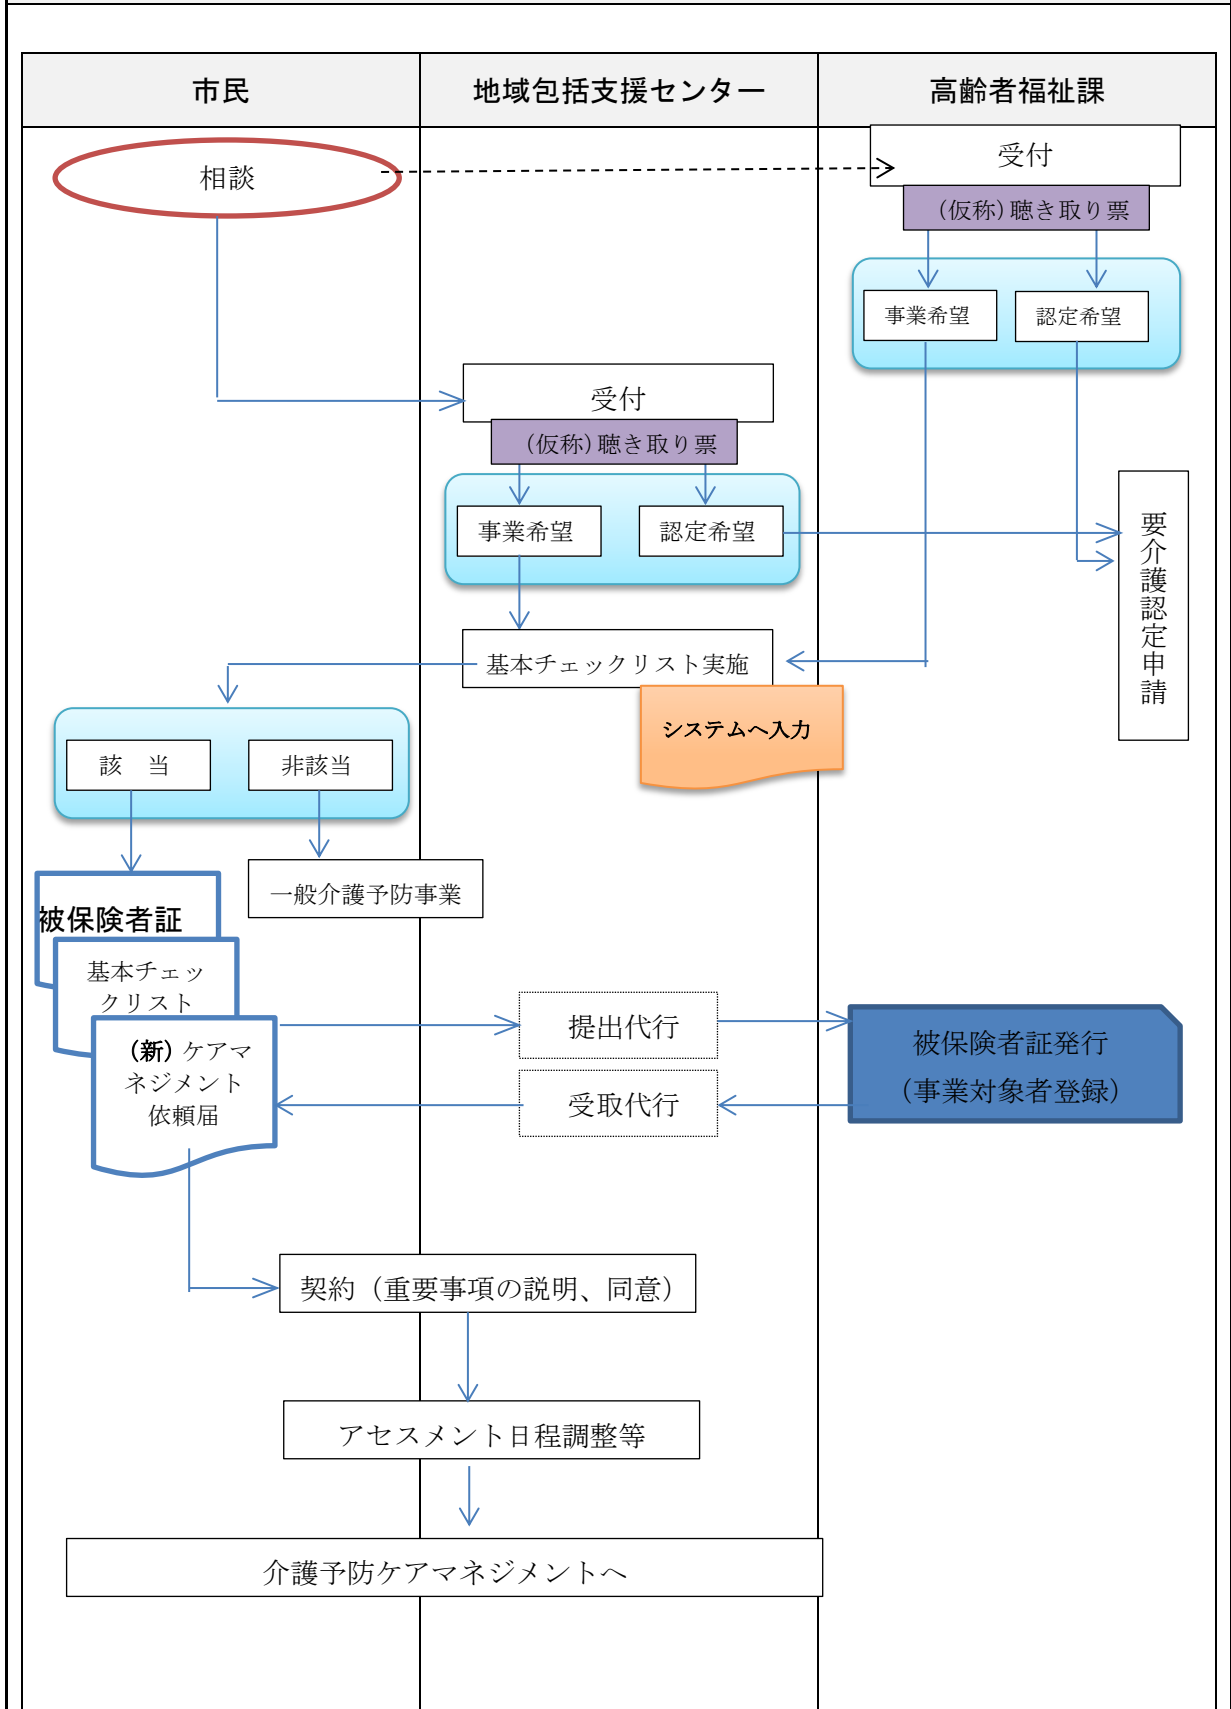 市民
地域包括支援センター
高齢者福祉課
相談
受付
(仮称)聴き取り票
事業希望
認定希望
受付
(仮称)聴き取り票
事業希望
認定希望
要介護認定申請
基本チェックリスト実施
システムへ入力
該　当
非該当
一般介護予防事業
被保険者証
基本チェッ
クリスト
(新)ケアマ
ネジメント
依頼届
提出代行
受取代行
被保険者証発行
（事業対象者登録）
契約（重要事項の説明、同意）
アセスメント日程調整等
介護予防ケアマネジメントへ